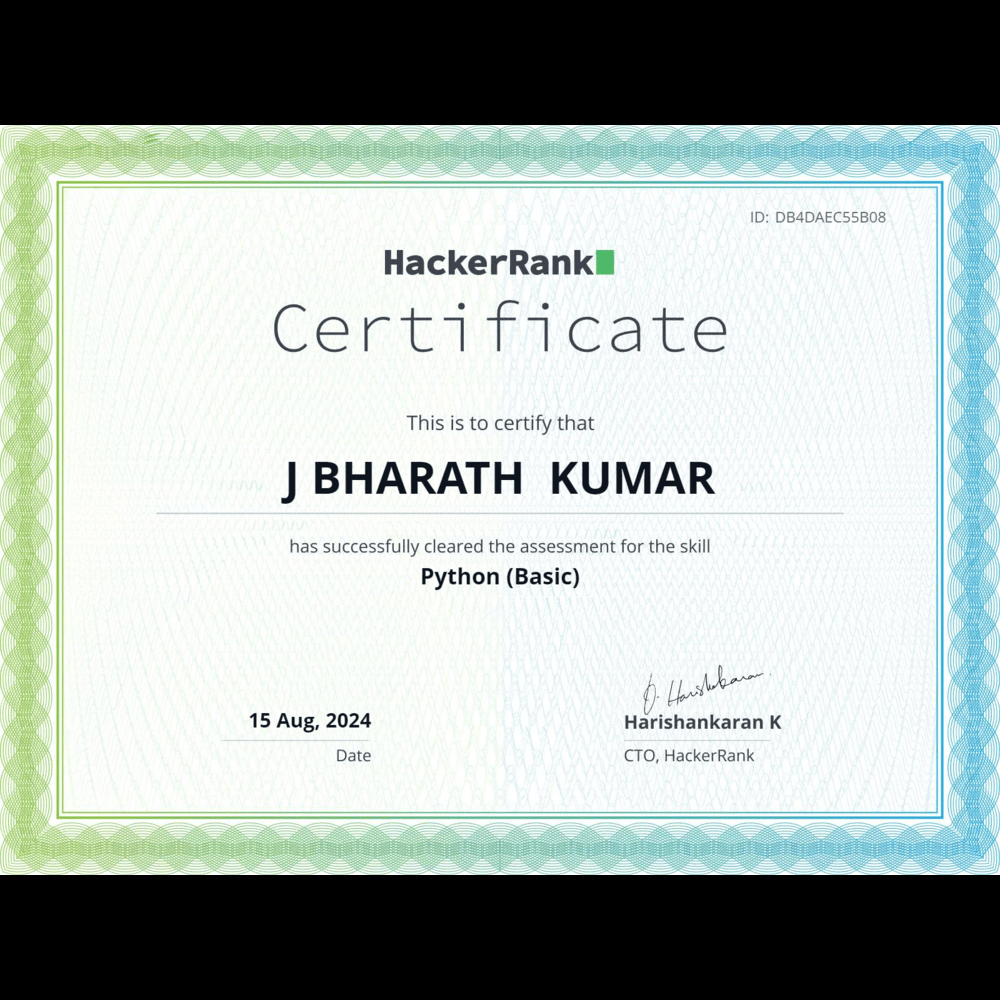 ID: DB4DAEC55B08
HackerRank
Certificate
This is to certify that
J BHARATH  KUMAR
has successfully cleared the assessment for the skill
Python (Basic)
15 Aug, 2024
Date
Harishankaran K
CTO, HackerRank